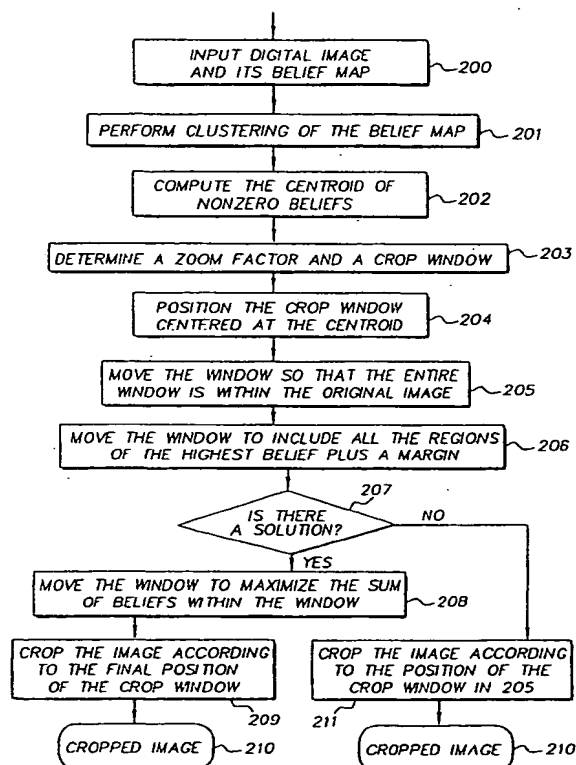 INPUT DIGITAL IMAGE
AND ITS BELIEF MAP
200
PERFORM CLUSTERING OF THE BELIEF MAP
201
COMPUTE THE CENTROID OF
NONZERO BELIEFS
202
DETERMINE A ZOOM FACTOR AND A CROP WINDOW
203
POSITION THE CROP WINDOW
CENTERED AT THE CENTROID
204
MOVE THE WINDOW SO THAT THE ENTIRE
WINDOW IS WITHIN THE ORIGINAL IMAGE
205
MOVE THE WINDOW TO INCLUDE ALL THE REGIONS
OF THE HIGHEST BELIEF PLUS A MARGIN
206
207
IS THERE
A SOLUTION?
NO
YES
MOVE THE WINDOW TO MAXIMIZE THE SUM
OF BELIEFS WITHIN THE WINDOW
208
CROP THE IMAGE ACCORDING
TO THE FINAL POSITION
OF THE CROP WINDOW
209
CROP THE IMAGE ACCORDING
TO THE POSITION OF THE
CROP WINDOW IN 205
211
CROPPED IMAGE
210
CROPPED IMAGE
210